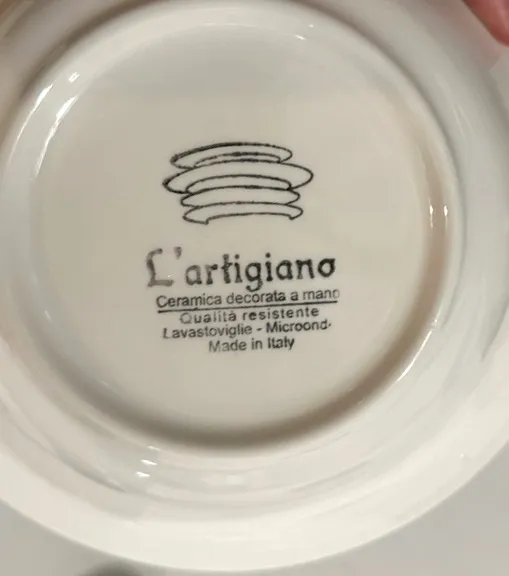 L'artigiano
Ceramica decorata a mano
Qualità resistente
Lavastoviglie - Microond.
Made in Italy